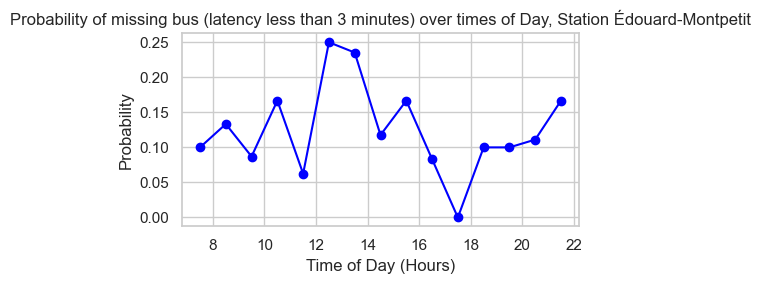 Probability of missing bus (latency less than 3 minutes) over times of Day, Station Édouard-Montpetit
0.25
0.20
0.15
0.10
0.05
0.00
Probability
8 10 12 14 16 18 20 22
Time of Day (Hours)